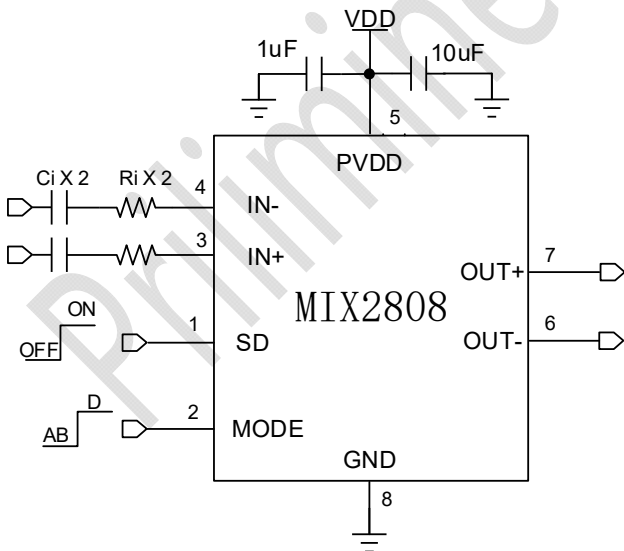 VDD
1uF
10uF
5
PVDD
Ci X 2
Ri X 2
4
IN-
3
IN+
7
OUT+
MIX2808
ON
OFF
1
SD
6
OUT-
D
AB
2
MODE
GND
8
Prilimine